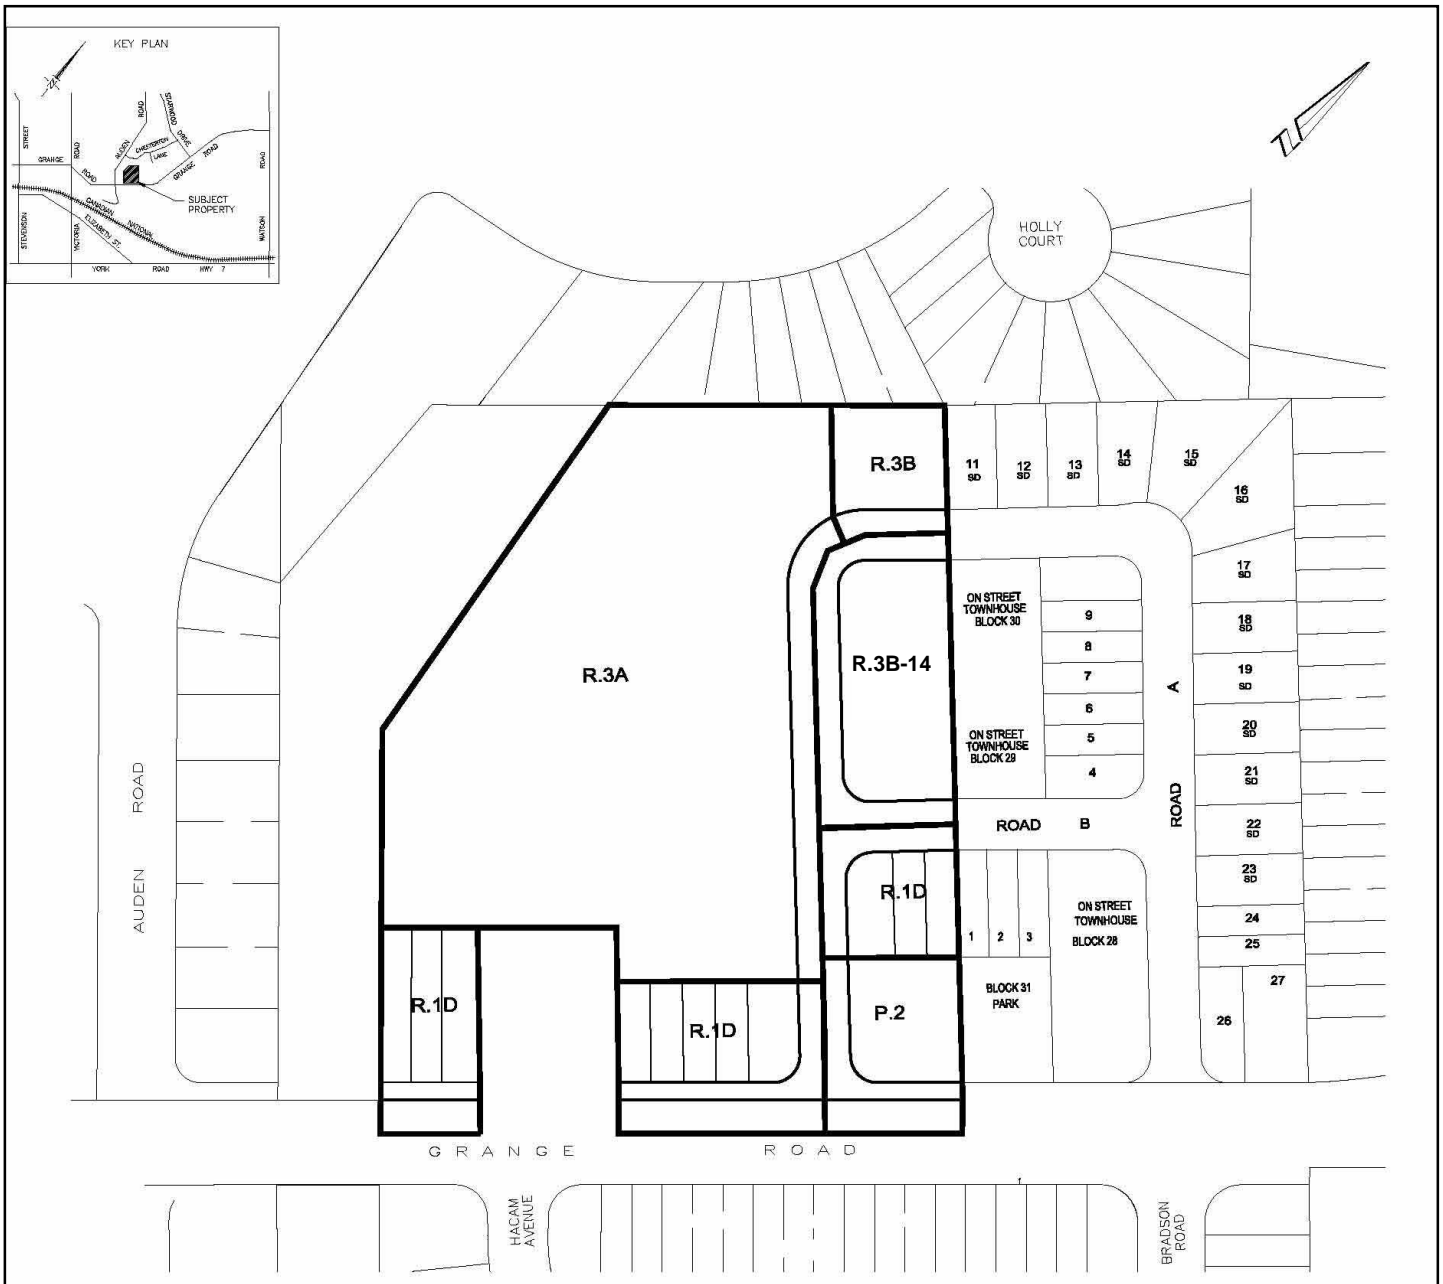 KEY PLAN
N
STREET
ROAD
ROAD
STARWOOD
DRIVE
AUDEN
CHESTERTON
LANE
GRANGE
ROAD
GRANGE ROAD
ROAD
SUBJECT
PROPERTY
CANADIAN
NATIONAL
STEVENSON
VICTORIA
ELIZABETH ST.
WATSON
YORK ROAD HWY 7
N
HOLLY
COURT
R.3B
11
SD
12
SD
13
SD
14
SD
15
SD
16
SD
17
SD
18
SD
19
SD
20
SD
21
SD
22
SD
23
SD
24
25
26
27
ON STREET
TOWNHOUSE
BLOCK 30
9
8
7
6
5
4
R.3A
R.3B-14
ON STREET
TOWNHOUSE
BLOCK 29
ROAD A
ROAD B
AUDEN ROAD
R.1D
1
2
3
ON STREET
TOWNHOUSE
BLOCK 28
BLOCK 31
PARK
R.1D
R.1D
P.2
GRANGE ROAD
HACAM
AVENUE
BRADSON
ROAD
1